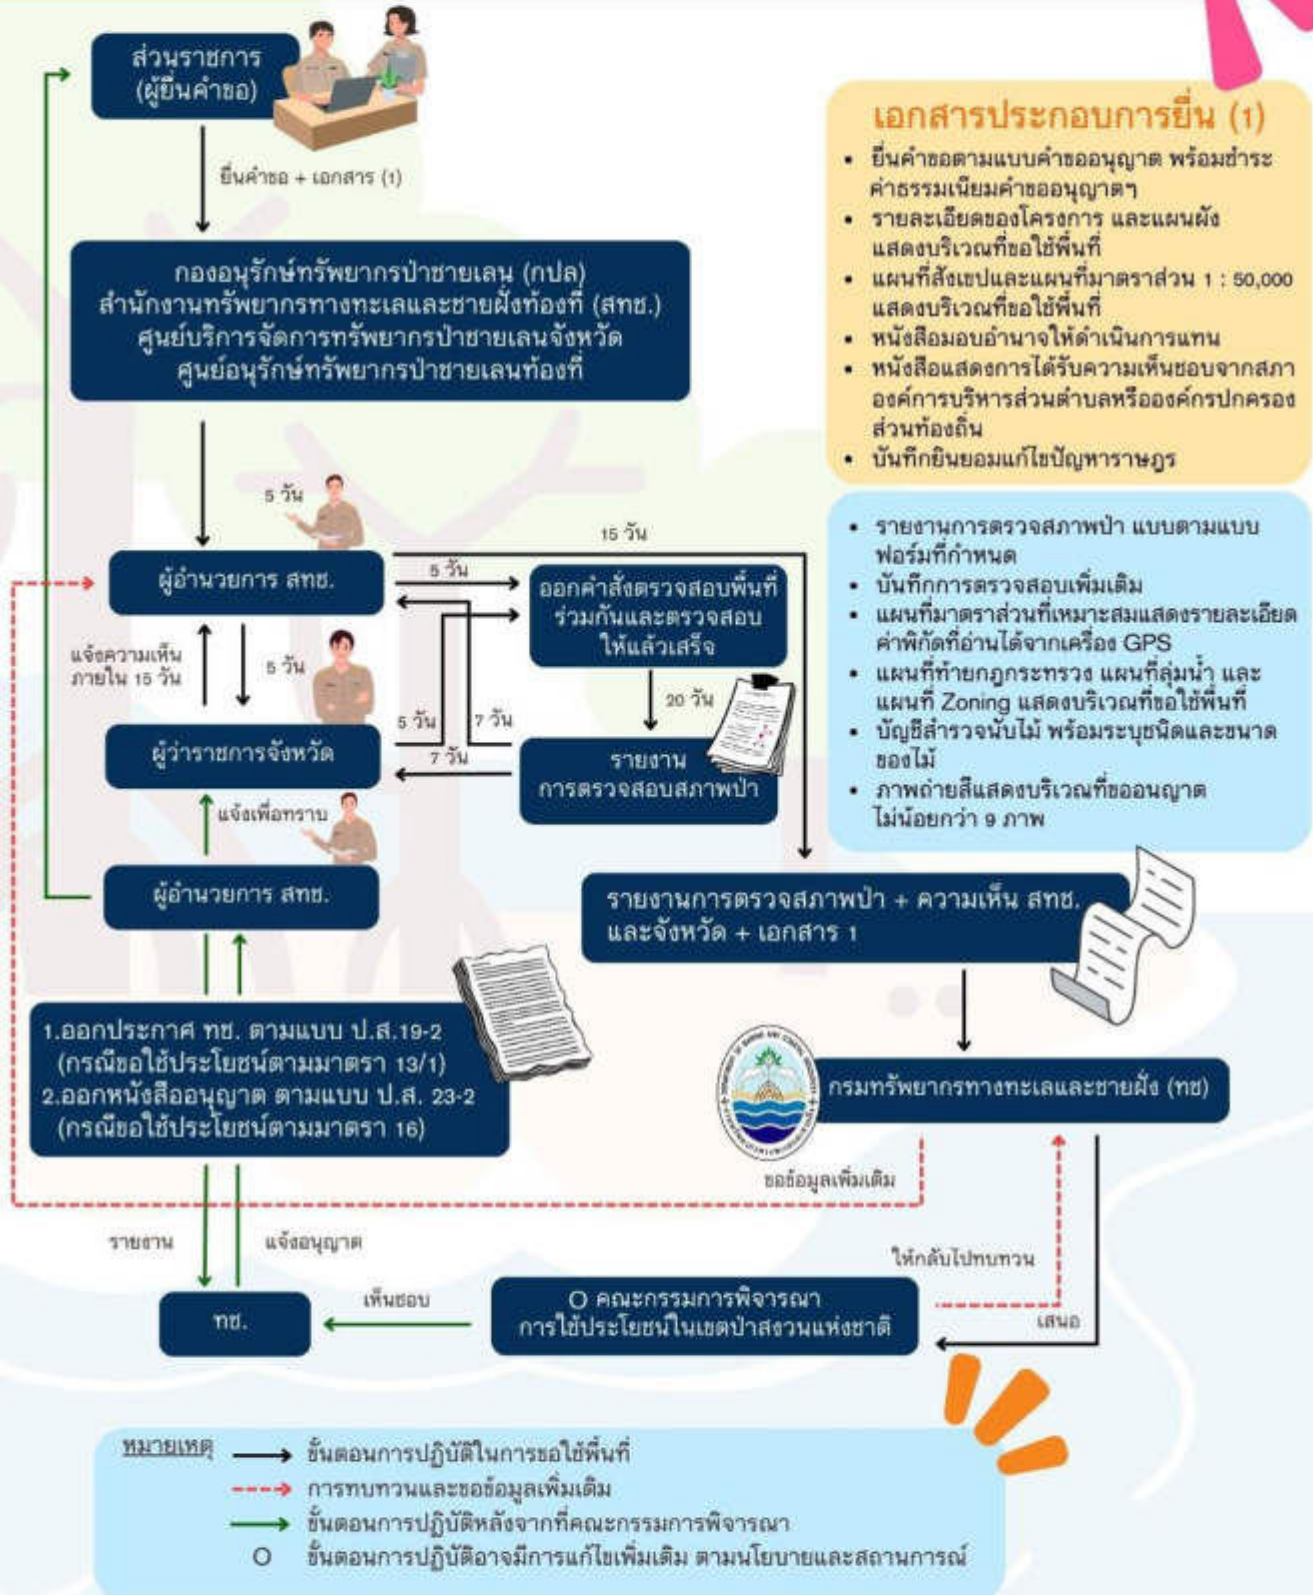 ส่วนราชการ
(ผู้ยื่นคำขอ)
ยื่นคำขอ + เอกสาร (1)
กองอนุรักษ์ทรัพยากรป่าชายเลน (กปล)
สำนักงานทรัพยากรทางทะเลและชายฝั่งท้องที่ (สทช.)
ศูนย์บริการจัดการทรัพยากรป่าชายเลนจังหวัด
ศูนย์อนุรักษ์ทรัพยากรป่าชายเลนท้องที่
เอกสารประกอบการยื่น (1)
• ยื่นคำขอตามแบบคำขออนุญาต พร้อมชำระ
ค่าธรรมเนียมคำขออนุญาตฯ
• รายละเอียดของโครงการ และแผนผัง
แสดงบริเวณที่ขอใช้พื้นที่
• แผนที่สังเขปและแผนที่มาตราส่วน 1 : 50,000
แสดงบริเวณที่ขอใช้พื้นที่
• หนังสือมอบอำนาจให้ดำเนินการแทน
• หนังสือแสดงการได้รับความเห็นชอบจากสภา
องค์การบริหารส่วนตำบลหรือองค์กรปกครอง
ส่วนท้องถิ่น
• บันทึกยินยอมแก้ไขปัญหาราษฎร
• รายงานการตรวจสภาพป่า แบบตามแบบ
ฟอร์มที่กำหนด
• บันทึกการตรวจสอบเพิ่มเติม
• แผนที่มาตราส่วนที่เหมาะสมแสดงรายละเอียด
ค่าพิกัดที่อ่านได้จากเครื่อง GPS
• แผนที่ท้ายกฎกระทรวง แผนที่ลุ่มน้ำ และ
แผนที่ Zoning แสดงบริเวณที่ขอใช้พื้นที่
• บัญชีสำรวจนับไม้ พร้อมระบุชนิดและขนาด
ของไม้
• ภาพถ่ายสีแสดงบริเวณที่ขออนุญาต
ไม่น้อยกว่า 9 ภาพ
5 วัน
15 วัน
ผู้อำนวยการ สทช.
5 วัน
ออกคำสั่งตรวจสอบพื้นที่
ร่วมกันและตรวจสอบ
ให้แล้วเสร็จ
แจ้งความเห็น
ภายใน 15 วัน
5 วัน
20 วัน
5 วัน
7 วัน
7 วัน
ผู้ว่าราชการจังหวัด
รายงาน
การตรวจสอบสภาพป่า
แจ้งเพื่อทราบ
ผู้อำนวยการ สทช.
รายงานการตรวจสภาพป่า + ความเห็น สทช.
และจังหวัด + เอกสาร 1
1.ออกประกาศ ทช. ตามแบบ ป.ส.19-2
(กรณีขอใช้ประโยชน์ตามมาตรา 13/1)
2.ออกหนังสืออนุญาต ตามแบบ ป.ส. 23-2
(กรณีขอใช้ประโยชน์ตามมาตรา 16)
กรมทรัพยากรทางทะเลและชายฝั่ง (ทช)
ขอข้อมูลเพิ่มเติม
รายงาน
แจ้งอนุญาต
ให้กลับไปทบทวน
ทช.
เห็นชอบ
O คณะกรรมการพิจารณา
การใช้ประโยชน์ในเขตป่าสงวนแห่งชาติ
เสนอ
หมายเหตุ
ขั้นตอนการปฏิบัติในการขอใช้พื้นที่
การทบทวนและขอข้อมูลเพิ่มเติม
ขั้นตอนการปฏิบัติหลังจากที่คณะกรรมการพิจารณา
O ขั้นตอนการปฏิบัติอาจมีการแก้ไขเพิ่มเติม ตามนโยบายและสถานการณ์